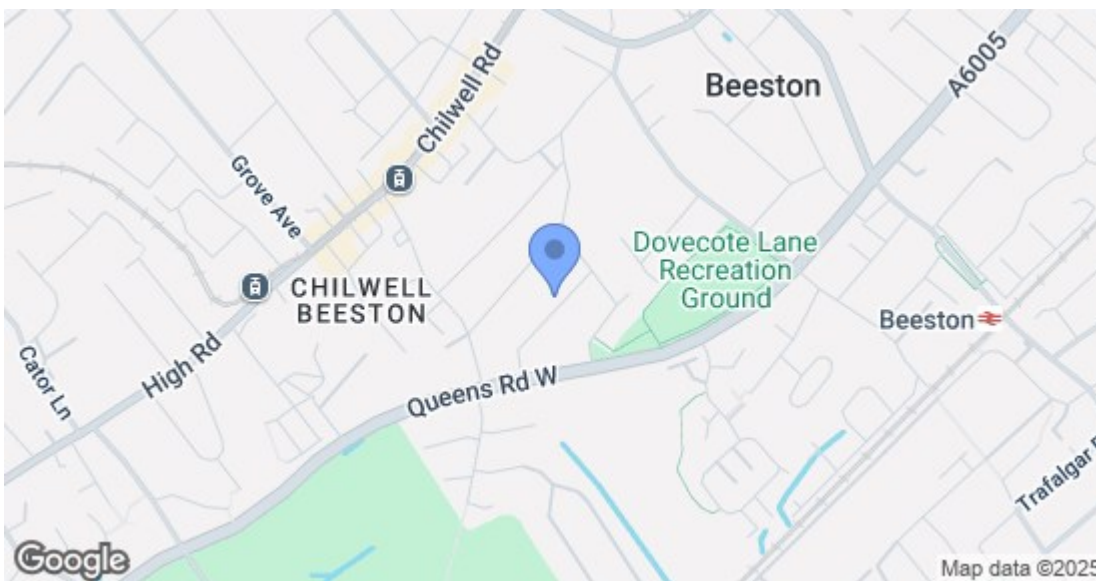 Chilwell Rd
Beeston
A6005
Grove Ave
Dovecote Lane
Recreation
Ground
CHILWELL
BEESTON
Beeston
High Rd
Cator Ln
Queens Rd W
Trafalgar
Google
Map data ©2025